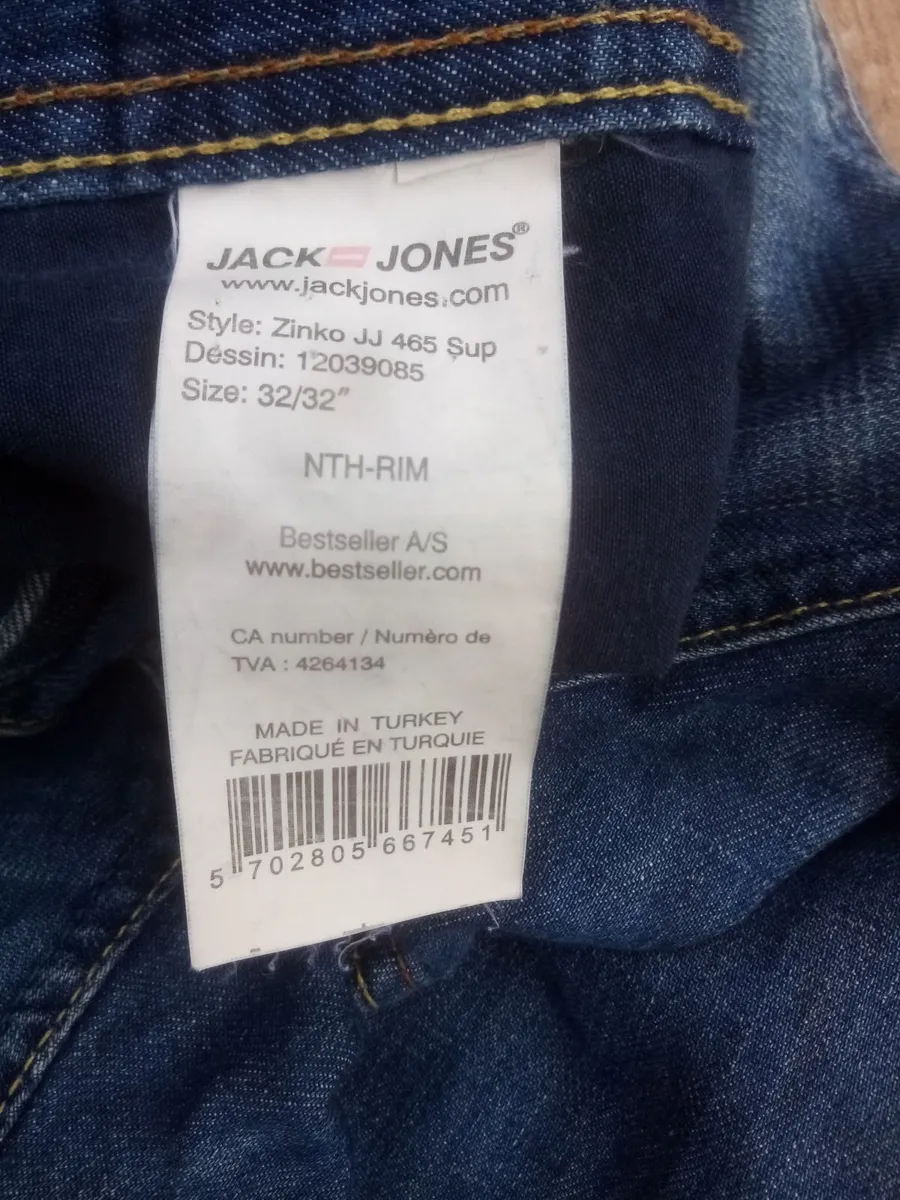 JACK JONES®
www.jackjones.com
Style: Zinko JJ 465 Sup
Dessin: 12039085
Size: 32/32"
NTH-RIM
Bestseller A/S
www.bestseller.com
CA number / Numèro de
TVA : 4264134
MADE IN TURKEY
FABRIQUÉ EN TURQUIE
5 702805 667451